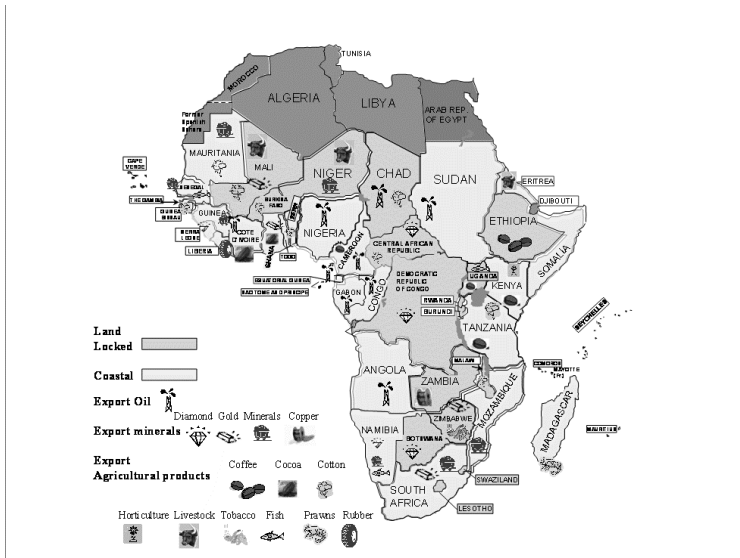 TUNISIA
MOROCCO
ALGERIA
LIBYA
ARAB REP.
OF EGYPT
Former
Spanish
Sahara
MAURITANIA
MALI
NIGER
CHAD
SUDAN
ERITREA
DJIBOUTI
CAPE
VERDE
SENEGAL
THE GAMBIA
GUINEA
BISSAU
GUINEA
BURKINA
FASO
SIERRA
LEONE
LIBERIA
COTE
D'IVOIRE
GHANA
TOGO
NIGERIA
CAMEROON
CENTRAL AFRICAN
REPUBLIC
ETHIOPIA
SOMALIA
EQUATORIAL GUINEA
SAO TOME AND PRINCIPE
GABON
CONGO
DEMOCRATIC
REPUBLIC
OF CONGO
UGANDA
KENYA
RWANDA
BURUNDI
TANZANIA
SEYCHELLES
COMOROS
MAYOTTE
MALAWI
ANGOLA
ZAMBIA
MOZAMBIQUE
ZIMBABWE
MADAGASCAR
MAURITIUS
NAMIBIA
BOTSWANA
SWAZILAND
SOUTH
AFRICA
LESOTHO
Land
Locked
Coastal
Export Oil
Diamond Gold Minerals Copper
Export minerals
Export
Agricultural products
Coffee Cocoa Cotton
Horticulture Livestock Tobacco Fish Prawns Rubber